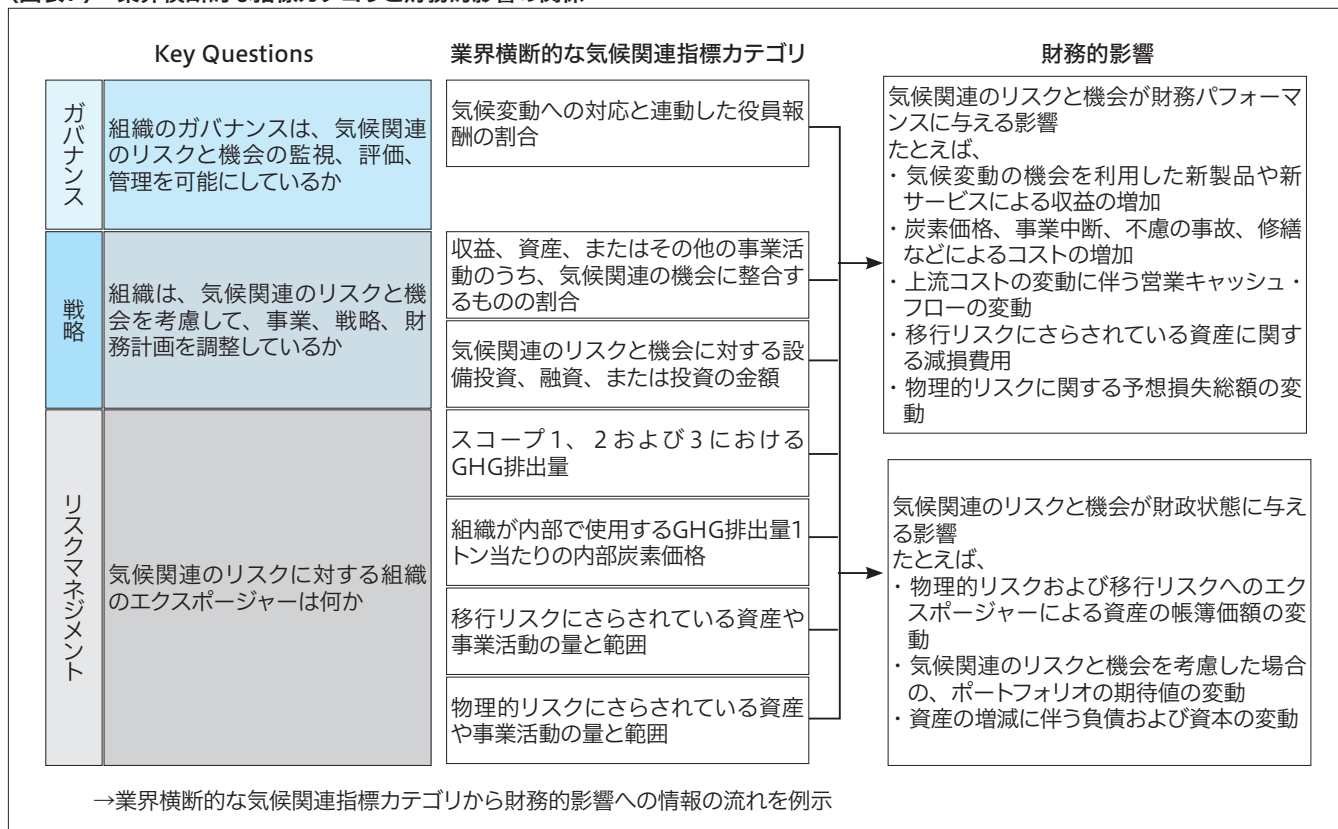 Key Questions
業界横断的な気候関連指標カテゴリ
財務的影響
ガバナンス
組織のガバナンスは、気候関連
のリスクと機会の監視、評価、
管理を可能にしているか
気候変動への対応と連動した役員報
酬の割合
戦略
組織は、気候関連のリスクと機
会を考慮して、事業、戦略、財
務計画を調整しているか
収益、資産、またはその他の事業活
動のうち、気候関連の機会に整合す
るものの割合
気候関連のリスクと機会に対する設
備投資、融資、または投資の金額
リスクマネジメント
気候関連のリスクに対する組織
のエクスポージャーは何か
スコープ1、2および3における
GHG排出量
組織が内部で使用するGHG排出量1
トン当たりの内部炭素価格
移行リスクにさらされている資産や
事業活動の量と範囲
物理的リスクにさらされている資産
や事業活動の量と範囲
気候関連のリスクと機会が財務パフォーマ
ンスに与える影響
たとえば、
・気候変動の機会を利用した新製品や新
サービスによる収益の増加
・炭素価格、事業中断、不慮の事故、修繕
などによるコストの増加
・上流コストの変動に伴う営業キャッシュ・
フローの変動
・移行リスクにさらされている資産に関す
る減損費用
・物理的リスクに関する予想損失総額の変
動
気候関連のリスクと機会が財政状態に与え
る影響
たとえば、
・物理的リスクおよび移行リスクへのエク
スポージャーによる資産の帳簿価額の変
動
・気候関連のリスクと機会を考慮した場合
の、ポートフォリオの期待値の変動
・資産の増減に伴う負債および資本の変動
→業界横断的な気候関連指標カテゴリから財務的影響への情報の流れを例示